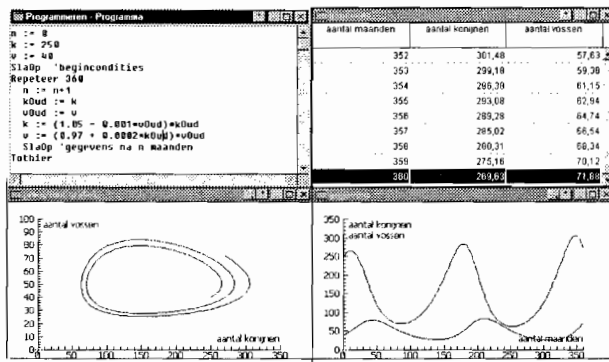 Programmeren - Programma
n := 0
k := 250
v := 40
SlaOp 'begincondities
Repeteer 360
n := n+1
kOud := k
vOud := v
k := (1.05 - 0.001*vOud)*kOud
v := (0.97 + 0.0002*kOud)*vOud
SlaOp 'gegevens na n maanden
Tothier
aantal maanden aantal konijnen aantal vossen
352 301,48 57,63
353 299,18 59,38
354 296,38 61,15
355 293,08 62,94
356 289,28 64,74
357 285,02 66,54
358 280,31 68,34
359 275,16 70,12
360 269,63 71,88
aantal vossen
100
90
80
70
60
50
40
30
20
10
0
0 50 100 150 200 250 300 350
aantal konijnen
aantal konijnen
aantal vossen
350
300
250
200
150
100
50
0
0 50 100 150 200 250 300 350
aantal maanden